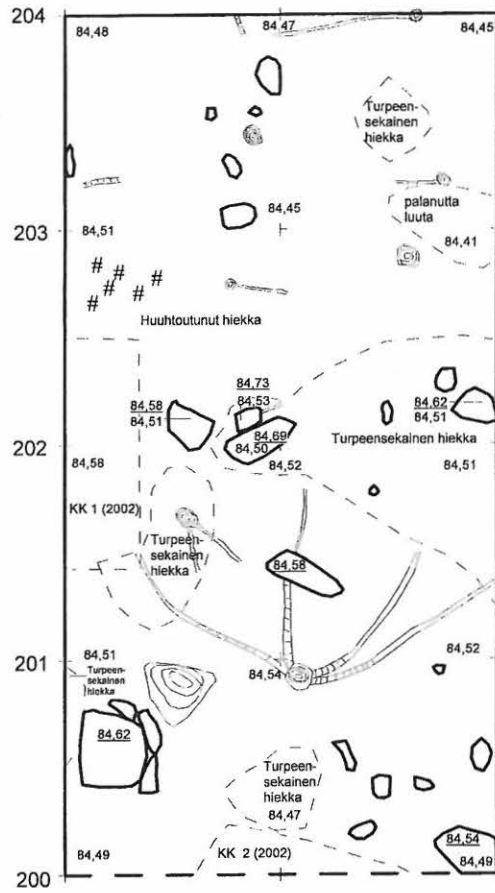 204
84,48
84,47
84,45
Turpeen-
sekainen
hiekka
palanutta
luuta
84,45
84,41
203
84,51
# # # # # #
Huuhtoutunut hiekka
84,73
84,53
84,58
84,51
84,69
84,50
84,52
84,62
84,51
202
Turpeensekainen hiekka
84,51
84,58
KK 1 (2002)
Turpeen-
sekainen
hiekka
84,58
201
84,51
84,54
84,52
Turpeen-
sekainen
hiekka
84,62
Turpeen-
sekainen
hiekka
84,47
84,54
84,49
KK 2 (2002)
84,49
200